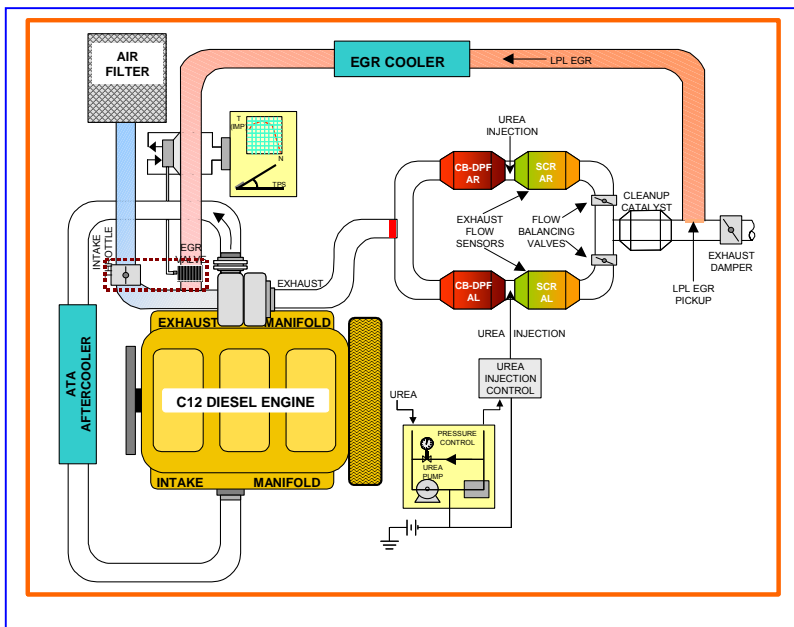 AIR
FILTER
EGR COOLER
LPL EGR
T
(IMP)
N
TPS
UREA
INJECTION
CB-DPF
AR
SCR
AR
CLEANUP
CATALYST
EXHAUST
FLOW
SENSORS
FLOW
BALANCING
VALVES
EXHAUST
DAMPER
INTAKE
THROTTLE
EGR
VALVE
EXHAUST
CB-DPF
AL
SCR
AL
LPL EGR
PICKUP
EXHAUST MANIFOLD
UREA INJECTION
ATA
AFTERCOOLER
C12 DIESEL ENGINE
UREA
INJECTION
CONTROL
UREA
PRESSURE
CONTROL
UREA
PUMP
INTAKE MANIFOLD